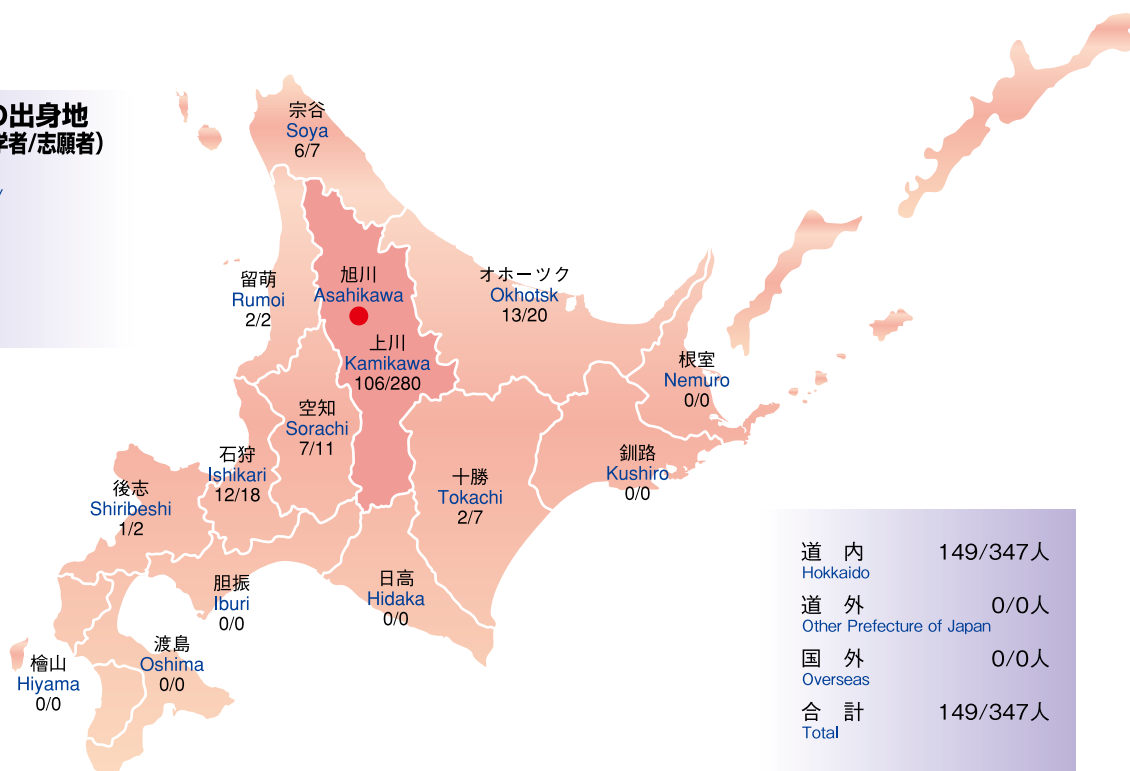 の出身地
学者/志願者）
宗谷
Soya
6/7
留萌
Rumoi
2/2
旭川
Asahikawa
オホーツク
Okhotsk
13/20
上川
Kamikawa
106/280
根室
Nemuro
0/0
空知
Sorachi
7/11
石狩
Ishikari
12/18
釧路
Kushiro
0/0
十勝
Tokachi
2/7
後志
Shiribeshi
1/2
胆振
Iburi
0/0
日高
Hidaka
0/0
渡島
Oshima
0/0
檜山
Hiyama
0/0
道 内 149/347人
Hokkaido
道 外 0/0人
Other Prefecture of Japan
国 外 0/0人
Overseas
合 計 149/347人
Total